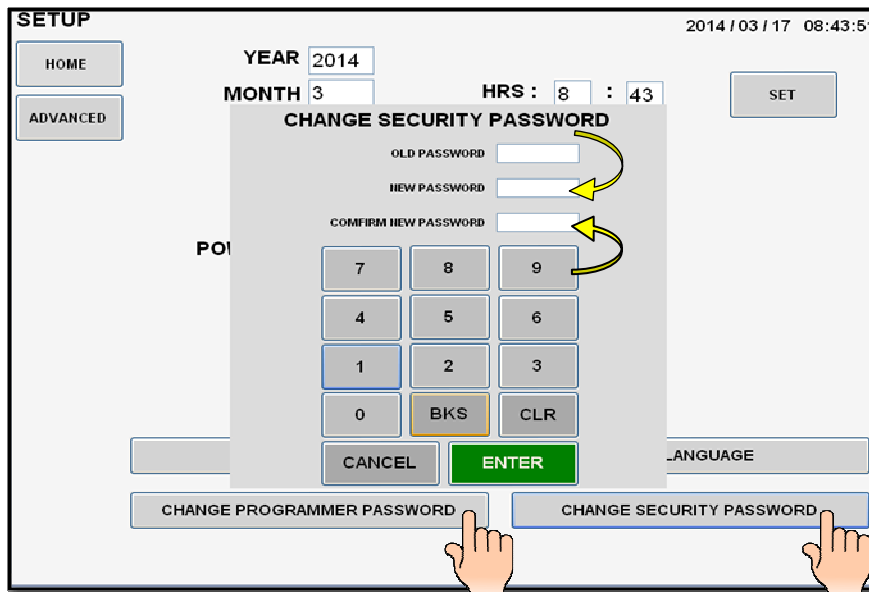 SETUP
2014 / 03 / 17 08:43:51
HOME
YEAR 2014
MONTH 3
HRS : 8 : 43
SET
ADVANCED
CHANGE SECURITY PASSWORD
OLD PASSWORD
NEW PASSWORD
COMFIRM NEW PASSWORD
7 8 9
4 5 6
1 2 3
0 BKS CLR
CANCEL ENTER
LANGUAGE
CHANGE PROGRAMMER PASSWORD
CHANGE SECURITY PASSWORD